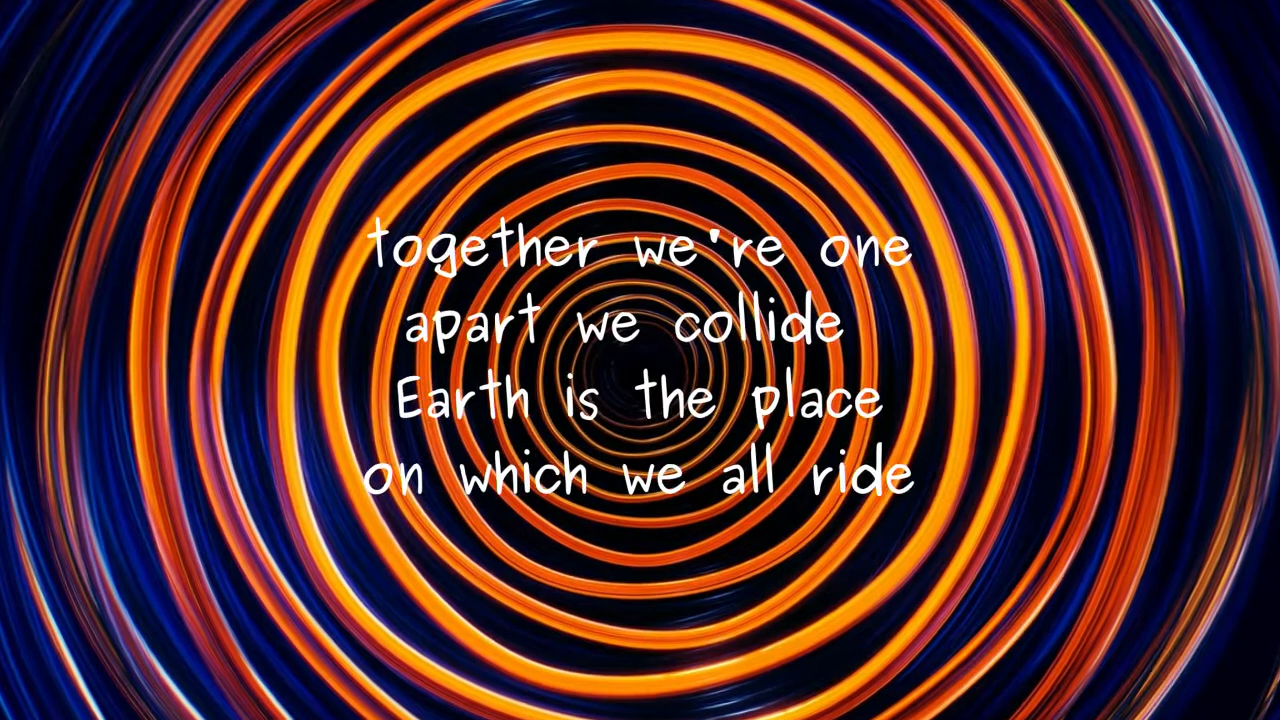 together we're one
apart we collide
Earth is the place
on which we all ride